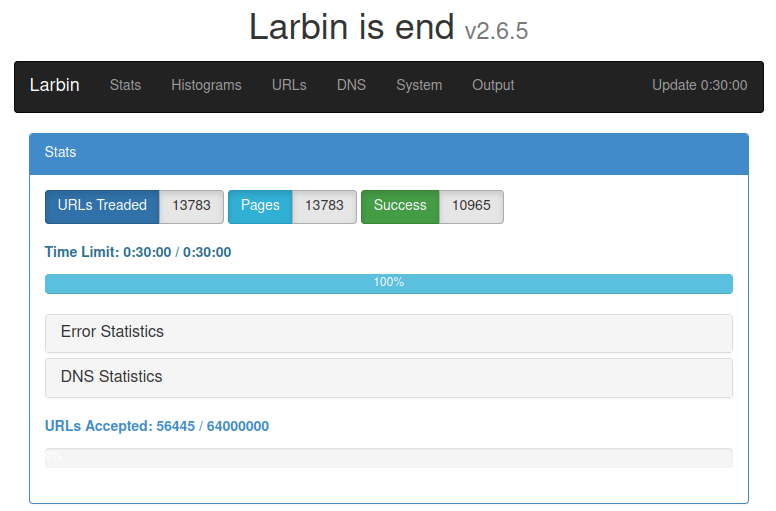 Larbin is end v2.6.5
Larbin Stats Histograms URLs DNS System Output Update 0:30:00
Stats
URLs Treaded 13783 Pages 13783 Success 10965
Time Limit: 0:30:00 / 0:30:00
100%
Error Statistics
DNS Statistics
URLs Accepted: 56445 / 64000000